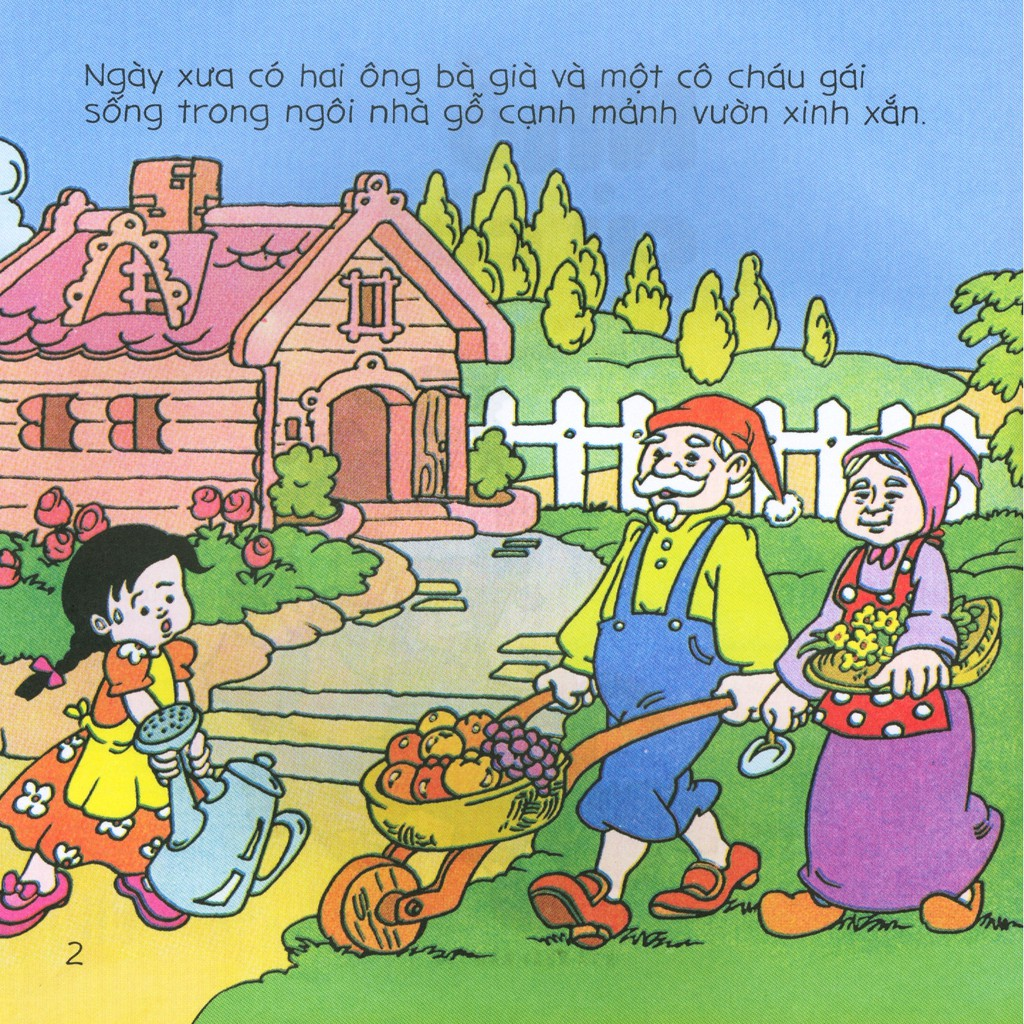 Ngày xưa có hai ông bà già và một cô cháu gái
sống trong ngôi nhà gỗ cạnh mảnh vườn xinh xắn.
2